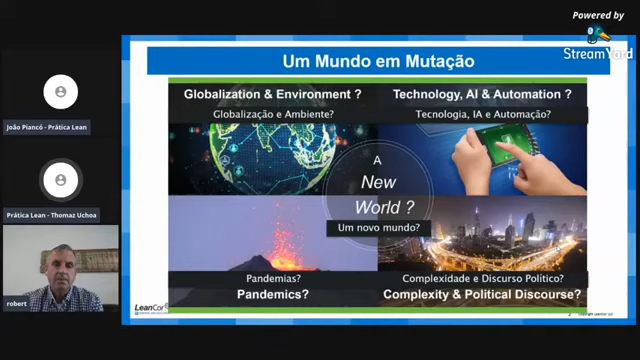 Powered by
StreamYard
Um Mundo em Mutação
Globalization & Environment ?
Globalização e Ambiente?
Technology, AI & Automation ?
Tecnologia, IA e Automação?
A
New
World ?
Um novo mundo?
Pandemias?
Pandemics?
Complexidade e Discurso Político?
Complexity & Political Discourse?
João Piancó - Prática Lean
Prática Lean - Thomaz Uchoa
robert
LeanCor